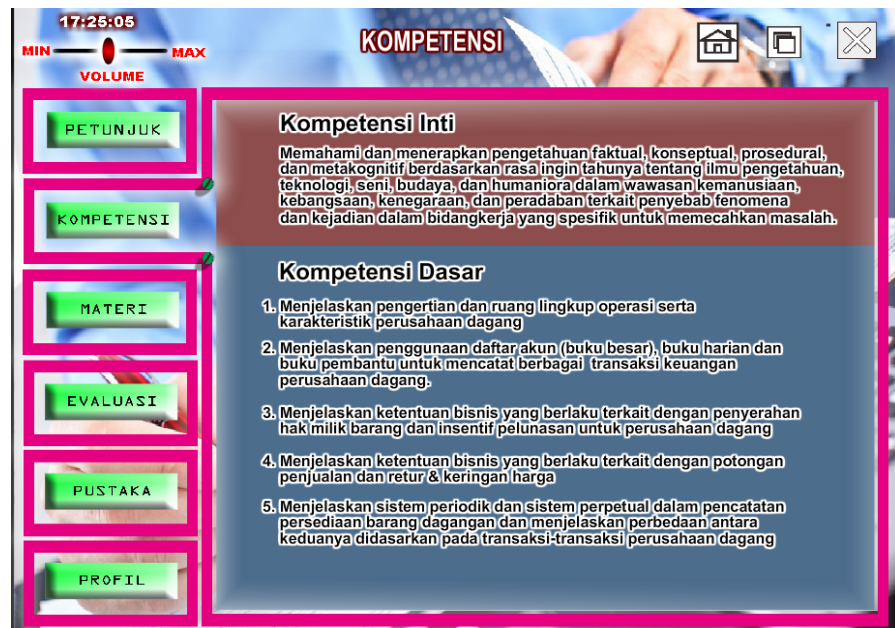 17:25:05
MIN
MAX
VOLUME
KOMPETENSI
PETUNJUK
KOMPETENSI
MATERI
EVALUASI
PUSTAKA
PROFIL
Kompetensi Inti
Memahami dan menerapkan pengetahuan faktual, konseptual, prosedural,
dan metakognitif berdasarkan rasa ingin tahunya tentang ilmu pengetahuan,
teknologi, seni, budaya, dan humaniora dalam wawasan kemanusiaan,
kebangsaan, kenegaraan, dan peradaban terkait penyebab fenomena
dan kejadian dalam bidangkerja yang spesifik untuk memecahkan masalah.
Kompetensi Dasar
1. Menjelaskan pengertian dan ruang lingkup operasi serta
karakteristik perusahaan dagang
2. Menjelaskan penggunaan daftar akun (buku besar), buku harian dan
buku pembantu untuk mencatat berbagai transaksi keuangan
perusahaan dagang.
3. Menjelaskan ketentuan bisnis yang berlaku terkait dengan penyerahan
hak milik barang dan insentif pelunasan untuk perusahaan dagang
4. Menjelaskan ketentuan bisnis yang berlaku terkait dengan potongan
penjualan dan retur & keringan harga
5. Menjelaskan sistem periodik dan sistem perpetual dalam pencatatan
persediaan barang dagangan dan menjelaskan perbedaan antara
keduanya didasarkan pada transaksi-transaksi perusahaan dagang